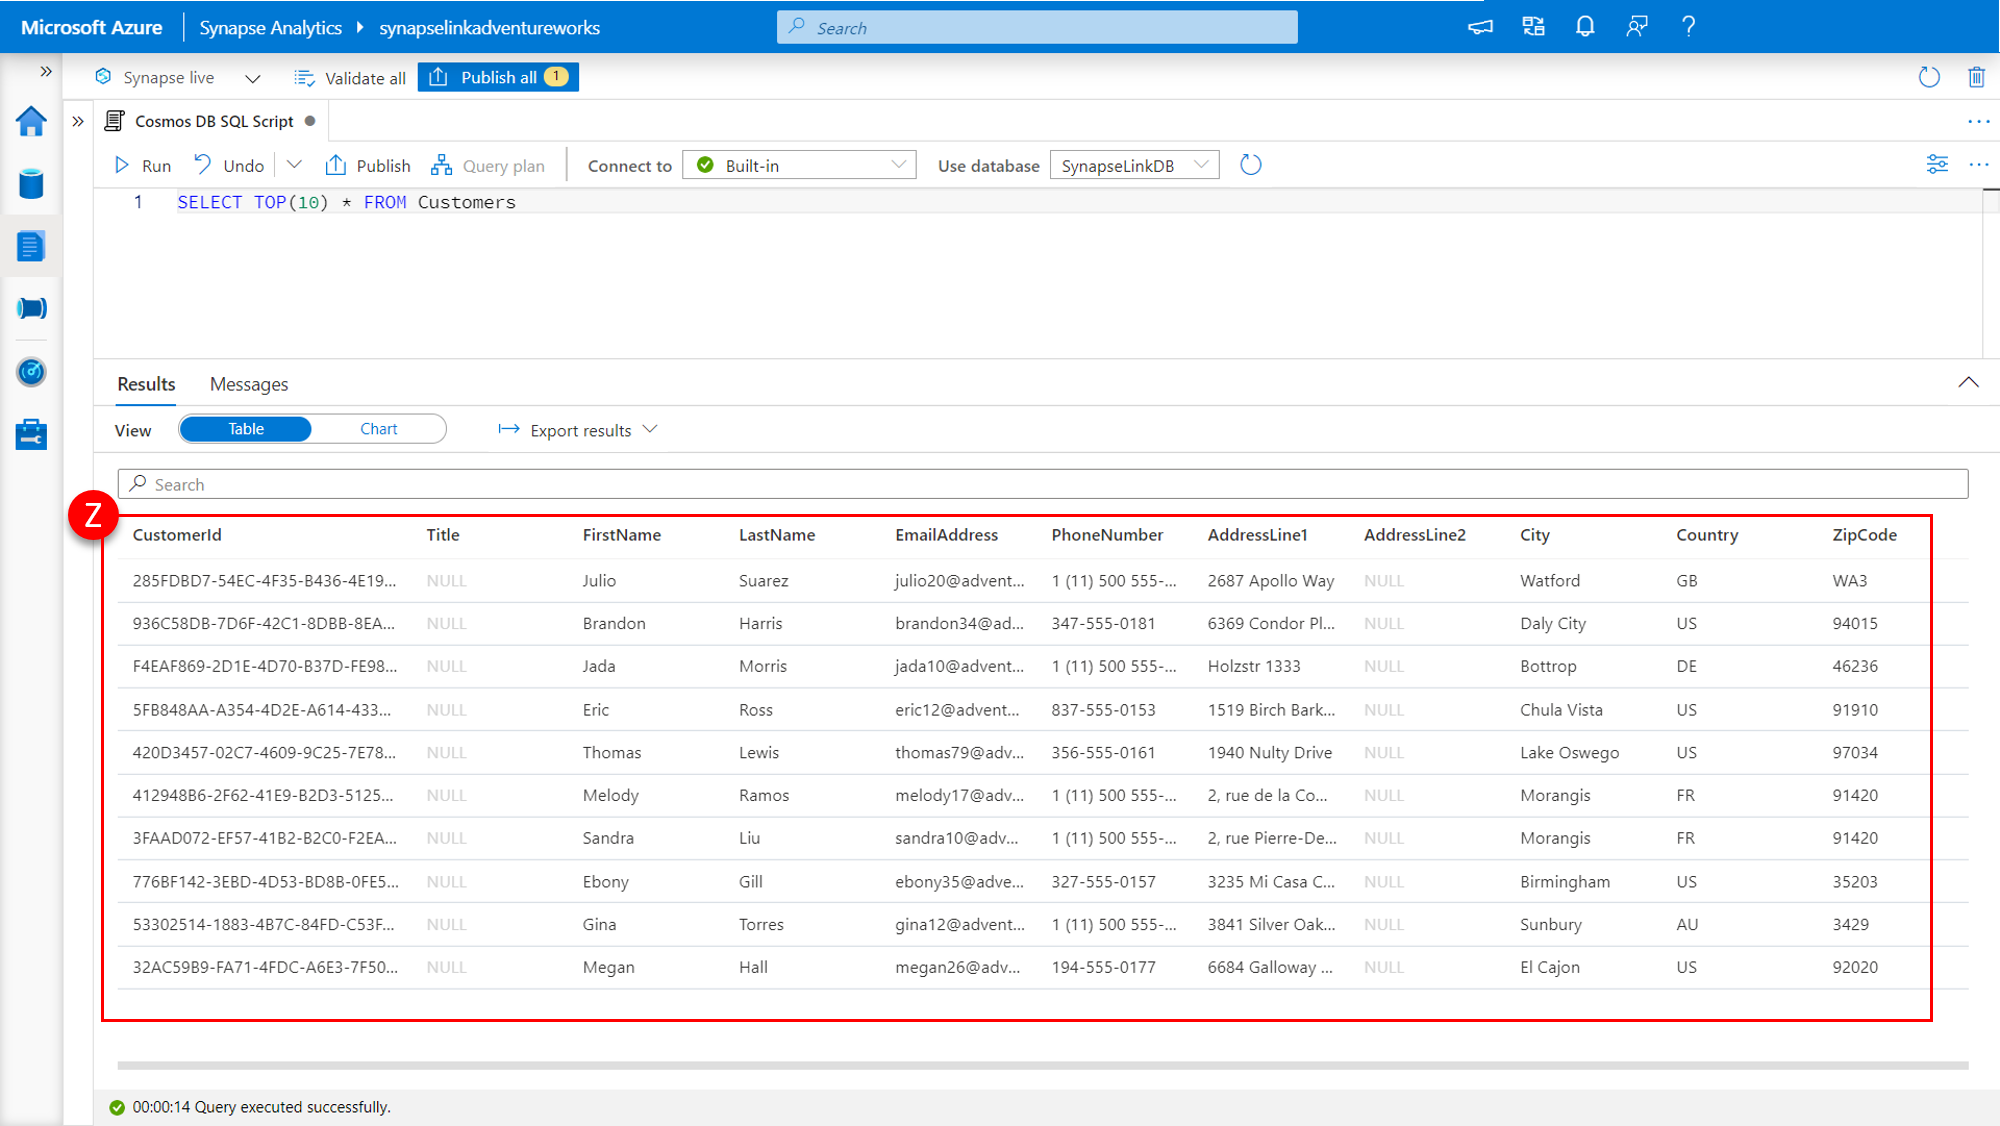 Microsoft Azure Synapse Analytics synapselinkadventureworks Search
Synapse live Validate all Publish all 1
Cosmos DB SQL Script
Run Undo Publish Query plan Connect to Built-in Use database SynapseLinkDB
1 SELECT TOP(10) * FROM Customers
Results Messages
View Table Chart Export results
Search
Z
CustomerId Title FirstName LastName EmailAddress PhoneNumber AddressLine1 AddressLine2 City Country ZipCode
285FDBD7-54EC-4F35-B436-4E19... NULL Julio Suarez julio20@advent... 1 (11) 500 555-... 2687 Apollo Way NULL Watford GB WA3
936C58DB-7D6F-42C1-8DBB-8EA... NULL Brandon Harris brandon34@ad... 347-555-0181 6369 Condor Pl... NULL Daly City US 94015
F4EAF869-2D1E-4D70-B37D-FE98... NULL Jada Morris jada10@advent... 1 (11) 500 555-... Holzstr 1333 NULL Bottrop DE 46236
5FB848AA-A354-4D2E-A614-433... NULL Eric Ross eric12@advent... 837-555-0153 1519 Birch Bark... NULL Chula Vista US 91910
420D3457-02C7-4609-9C25-7E78... NULL Thomas Lewis thomas79@adv... 356-555-0161 1940 Nulty Drive NULL Lake Oswego US 97034
412948B6-2F62-41E9-B2D3-5125... NULL Melody Ramos melody17@adv... 1 (11) 500 555-... 2, rue de la Co... NULL Morangis FR 91420
3FAAD072-EF57-41B2-B2C0-F2EA... NULL Sandra Liu sandra10@adv... 1 (11) 500 555-... 2, rue Pierre-De... NULL Morangis FR 91420
776BF142-3EBD-4D53-BD8B-0FE5... NULL Ebony Gill ebony35@adve... 327-555-0157 3235 Mi Casa C... NULL Birmingham US 35203
53302514-1883-4B7C-84FD-C53F... NULL Gina Torres gina12@advent... 1 (11) 500 555-... 3841 Silver Oak... NULL Sunbury AU 3429
32AC59B9-FA71-4FDC-A6E3-7F50... NULL Megan Hall megan26@adv... 194-555-0177 6684 Galloway ... NULL El Cajon US 92020
00:00:14 Query executed successfully.